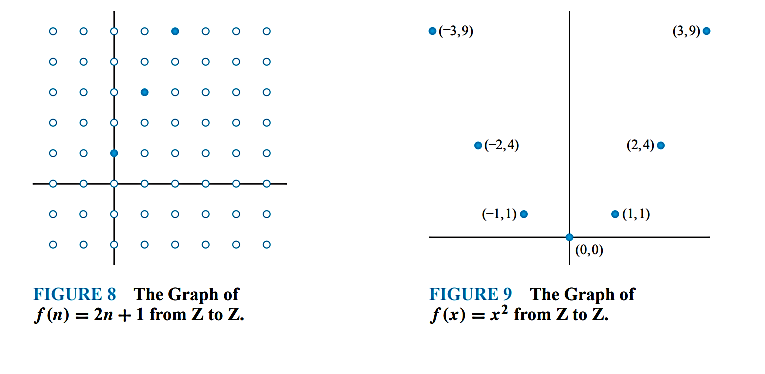 (−3,9)
(3,9)
(−2,4)
(2,4)
(−1,1)
(1,1)
(0,0)
FIGURE 8 The Graph of
f(n) = 2n + 1 from Z to Z.
FIGURE 9 The Graph of
f(x) = x² from Z to Z.